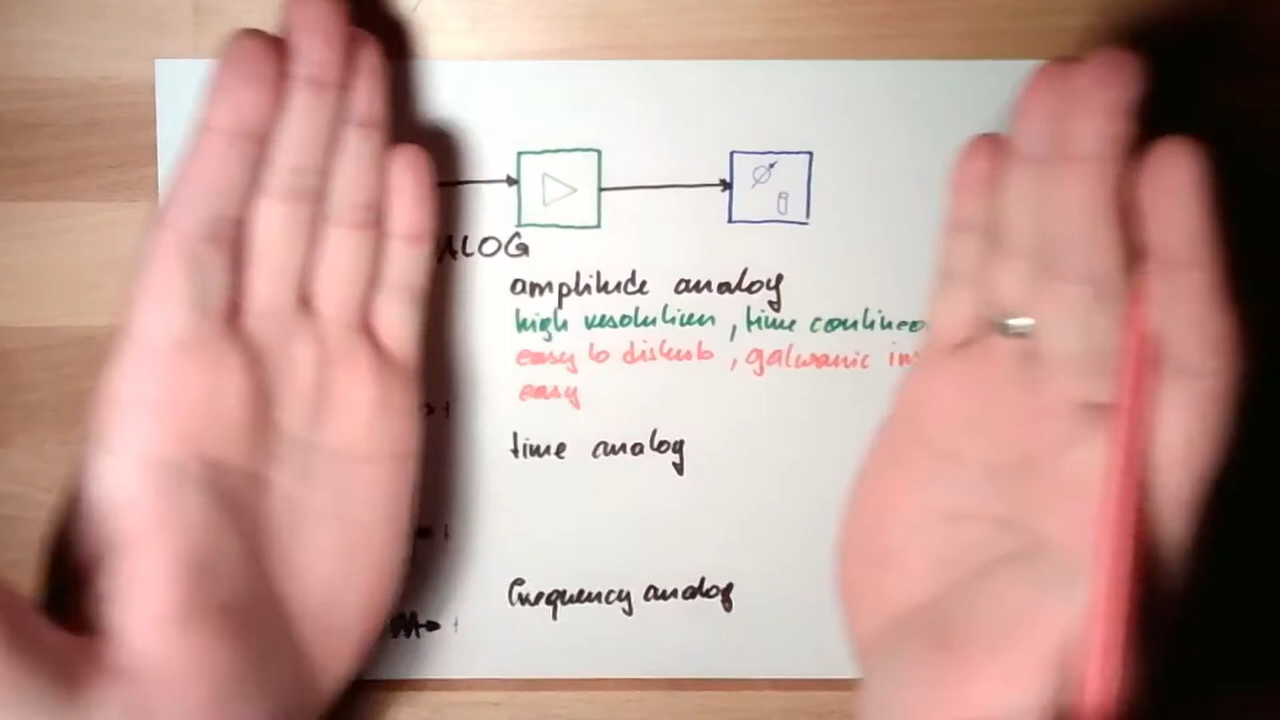 ALOG
amplitude analog
high resolution, time continuo
easy to disturb, galvanic in
easy
time analog
frequency analog